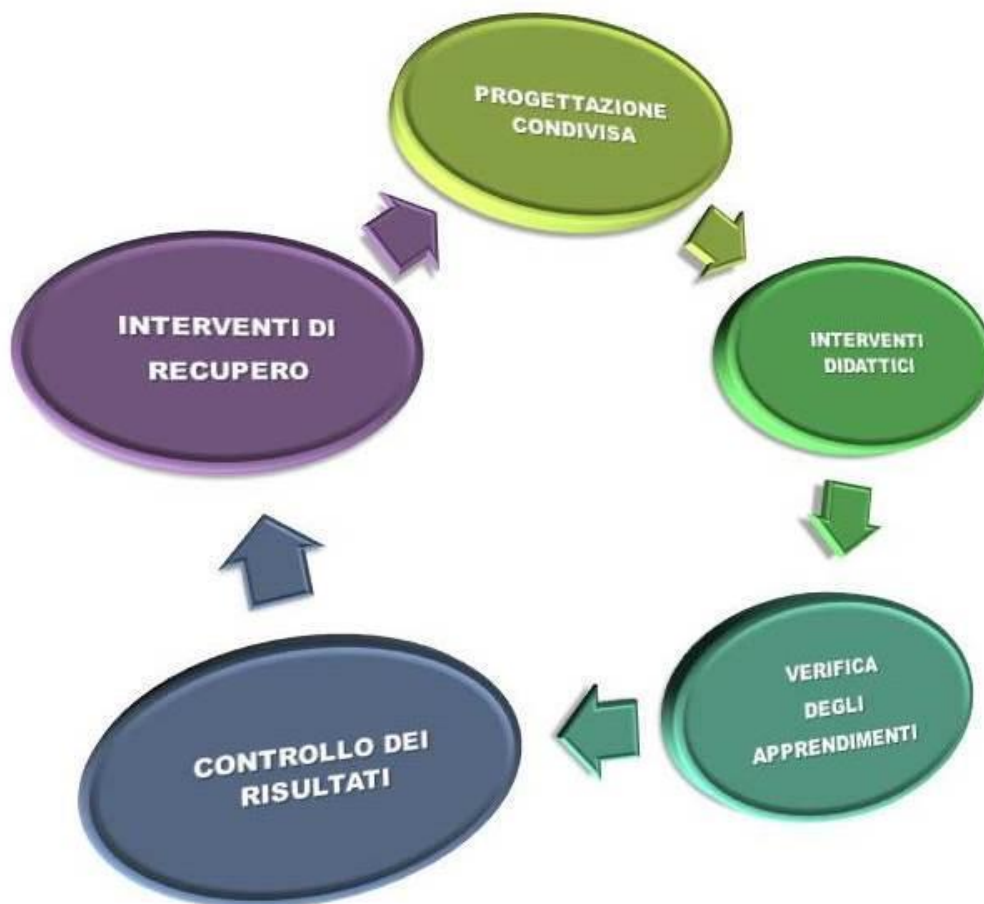 PROGETTAZIONE
CONDIVISA
INTERVENTI
DIDATTICI
VERIFICA
DEGLI
APPRENDIMENTI
CONTROLLO DEI
RISULTATI
INTERVENTI DI
RECUPERO